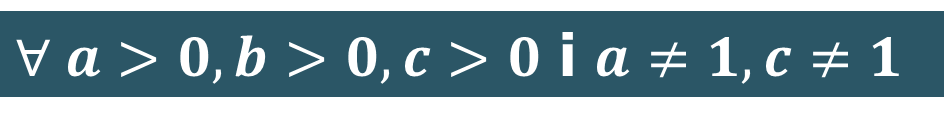 ∀ a > 0, b > 0, c > 0 i a ≠ 1, c ≠ 1